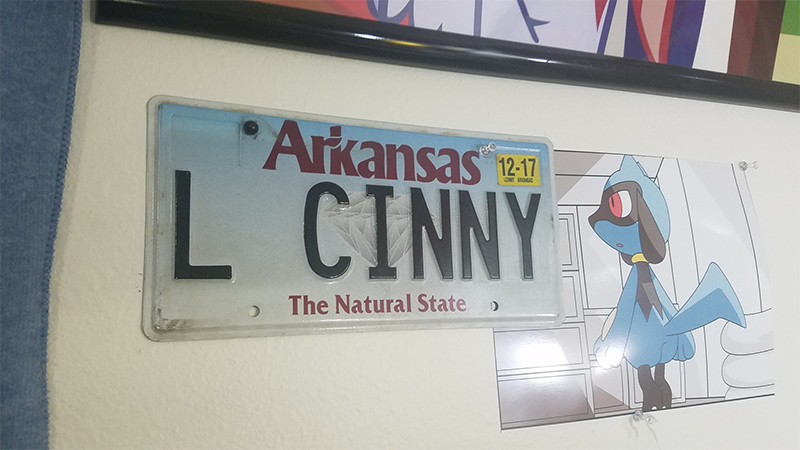 Arkansas
12-17
L CINNY
The Natural State